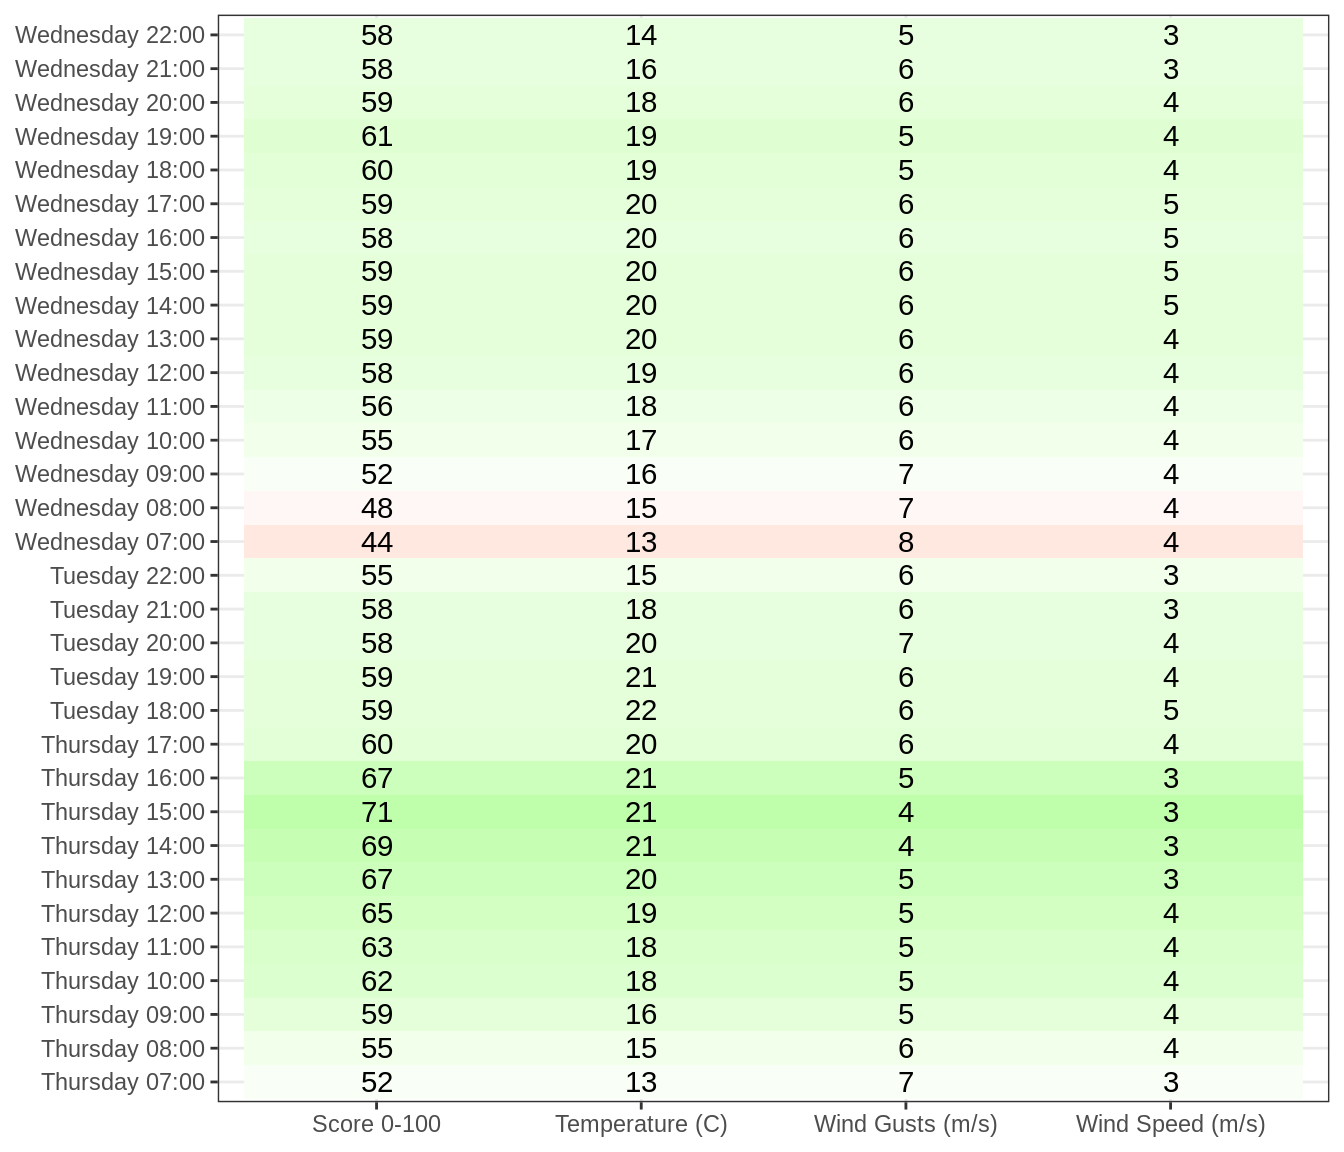 Wednesday 22:00 58 14 5 3
Wednesday 21:00 58 16 6 3
Wednesday 20:00 59 18 6 4
Wednesday 19:00 61 19 5 4
Wednesday 18:00 60 19 5 4
Wednesday 17:00 59 20 6 5
Wednesday 16:00 58 20 6 5
Wednesday 15:00 59 20 6 5
Wednesday 14:00 59 20 6 5
Wednesday 13:00 59 20 6 4
Wednesday 12:00 58 19 6 4
Wednesday 11:00 56 18 6 4
Wednesday 10:00 55 17 6 4
Wednesday 09:00 52 16 7 4
Wednesday 08:00 48 15 7 4
Wednesday 07:00 44 13 8 4
Tuesday 22:00 55 15 6 3
Tuesday 21:00 58 18 6 3
Tuesday 20:00 58 20 7 4
Tuesday 19:00 59 21 6 4
Tuesday 18:00 59 22 6 5
Thursday 17:00 60 20 6 4
Thursday 16:00 67 21 5 3
Thursday 15:00 71 21 4 3
Thursday 14:00 69 21 4 3
Thursday 13:00 67 20 5 3
Thursday 12:00 65 19 5 4
Thursday 11:00 63 18 5 4
Thursday 10:00 62 18 5 4
Thursday 09:00 59 16 5 4
Thursday 08:00 55 15 6 4
Thursday 07:00 52 13 7 3
Score 0-100 Temperature (C) Wind Gusts (m/s) Wind Speed (m/s)